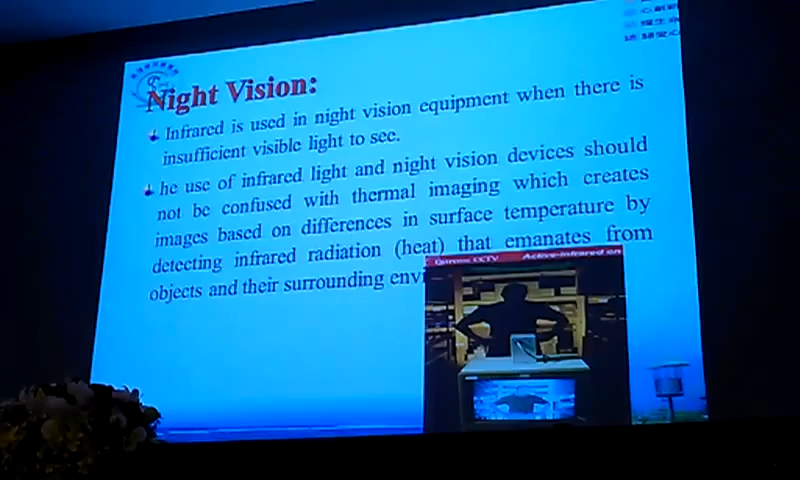 Night Vision:
Infrared is used in night vision equipment when there is
insufficient visible light to see.
he use of infrared light and night vision devices should
not be confused with thermal imaging which creates
images based on differences in surface temperature by
detecting infrared radiation (heat) that emanates from
objects and their surrounding envi
Extreme CCTV Active-Infrared on